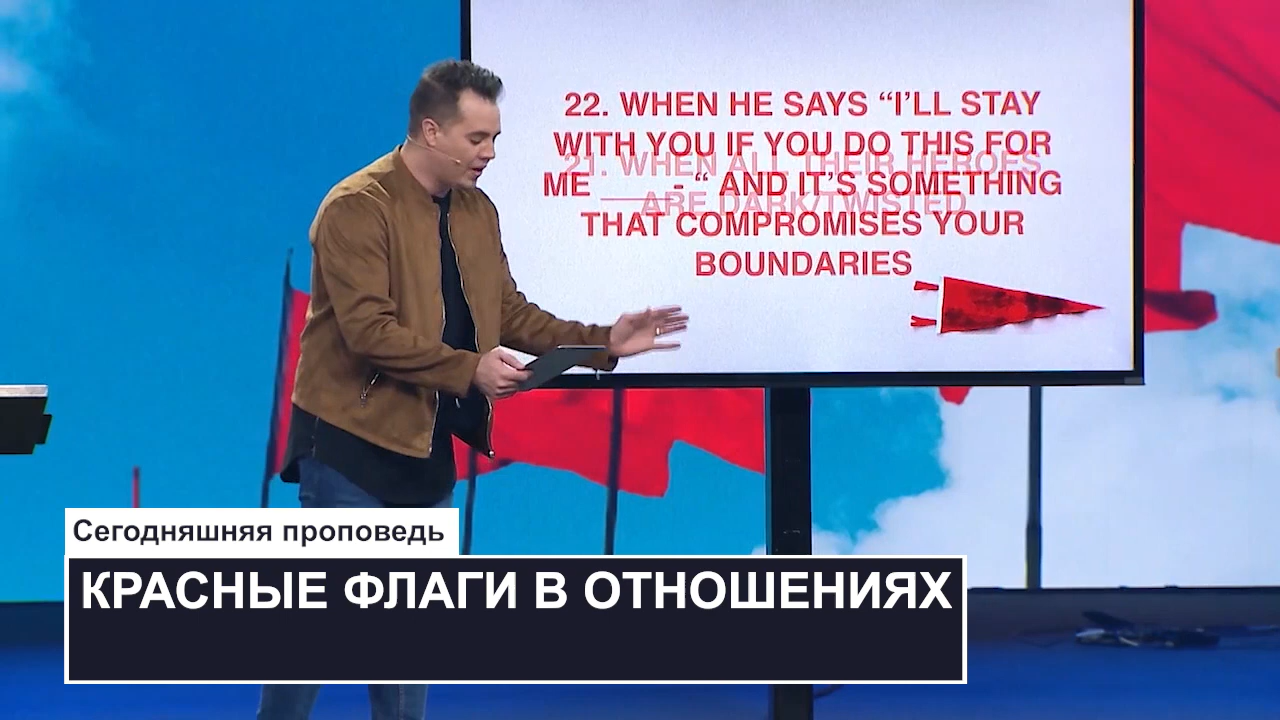 22. WHEN HE SAYS “I’LL STAY
WITH YOU IF YOU DO THIS FOR
ME _____- “ AND IT’S SOMETHING
THAT COMPROMISES YOUR
BOUNDARIES
21. WHEN ALL THEIR HEROES
ARE DARK/TWISTED
Сегодняшняя проповедь
КРАСНЫЕ ФЛАГИ В ОТНОШЕНИЯХ